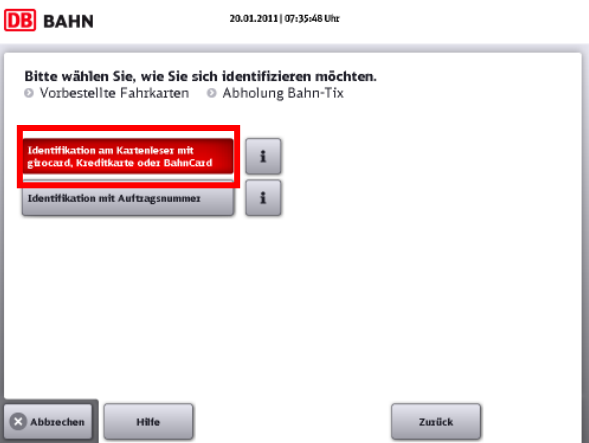 DB BAHN
20.01.2011 | 07:35:48 Uhr
Bitte wählen Sie, wie Sie sich identifizieren möchten.
Vorbestellte Fahrkarten Abholung Bahn-Tix
Identifikation am Kartenleser mit
girocard, Kreditkarte oder BahnCard
i
Identifikation mit Auftragsnummer
i
Abbrechen
Hilfe
Zurück